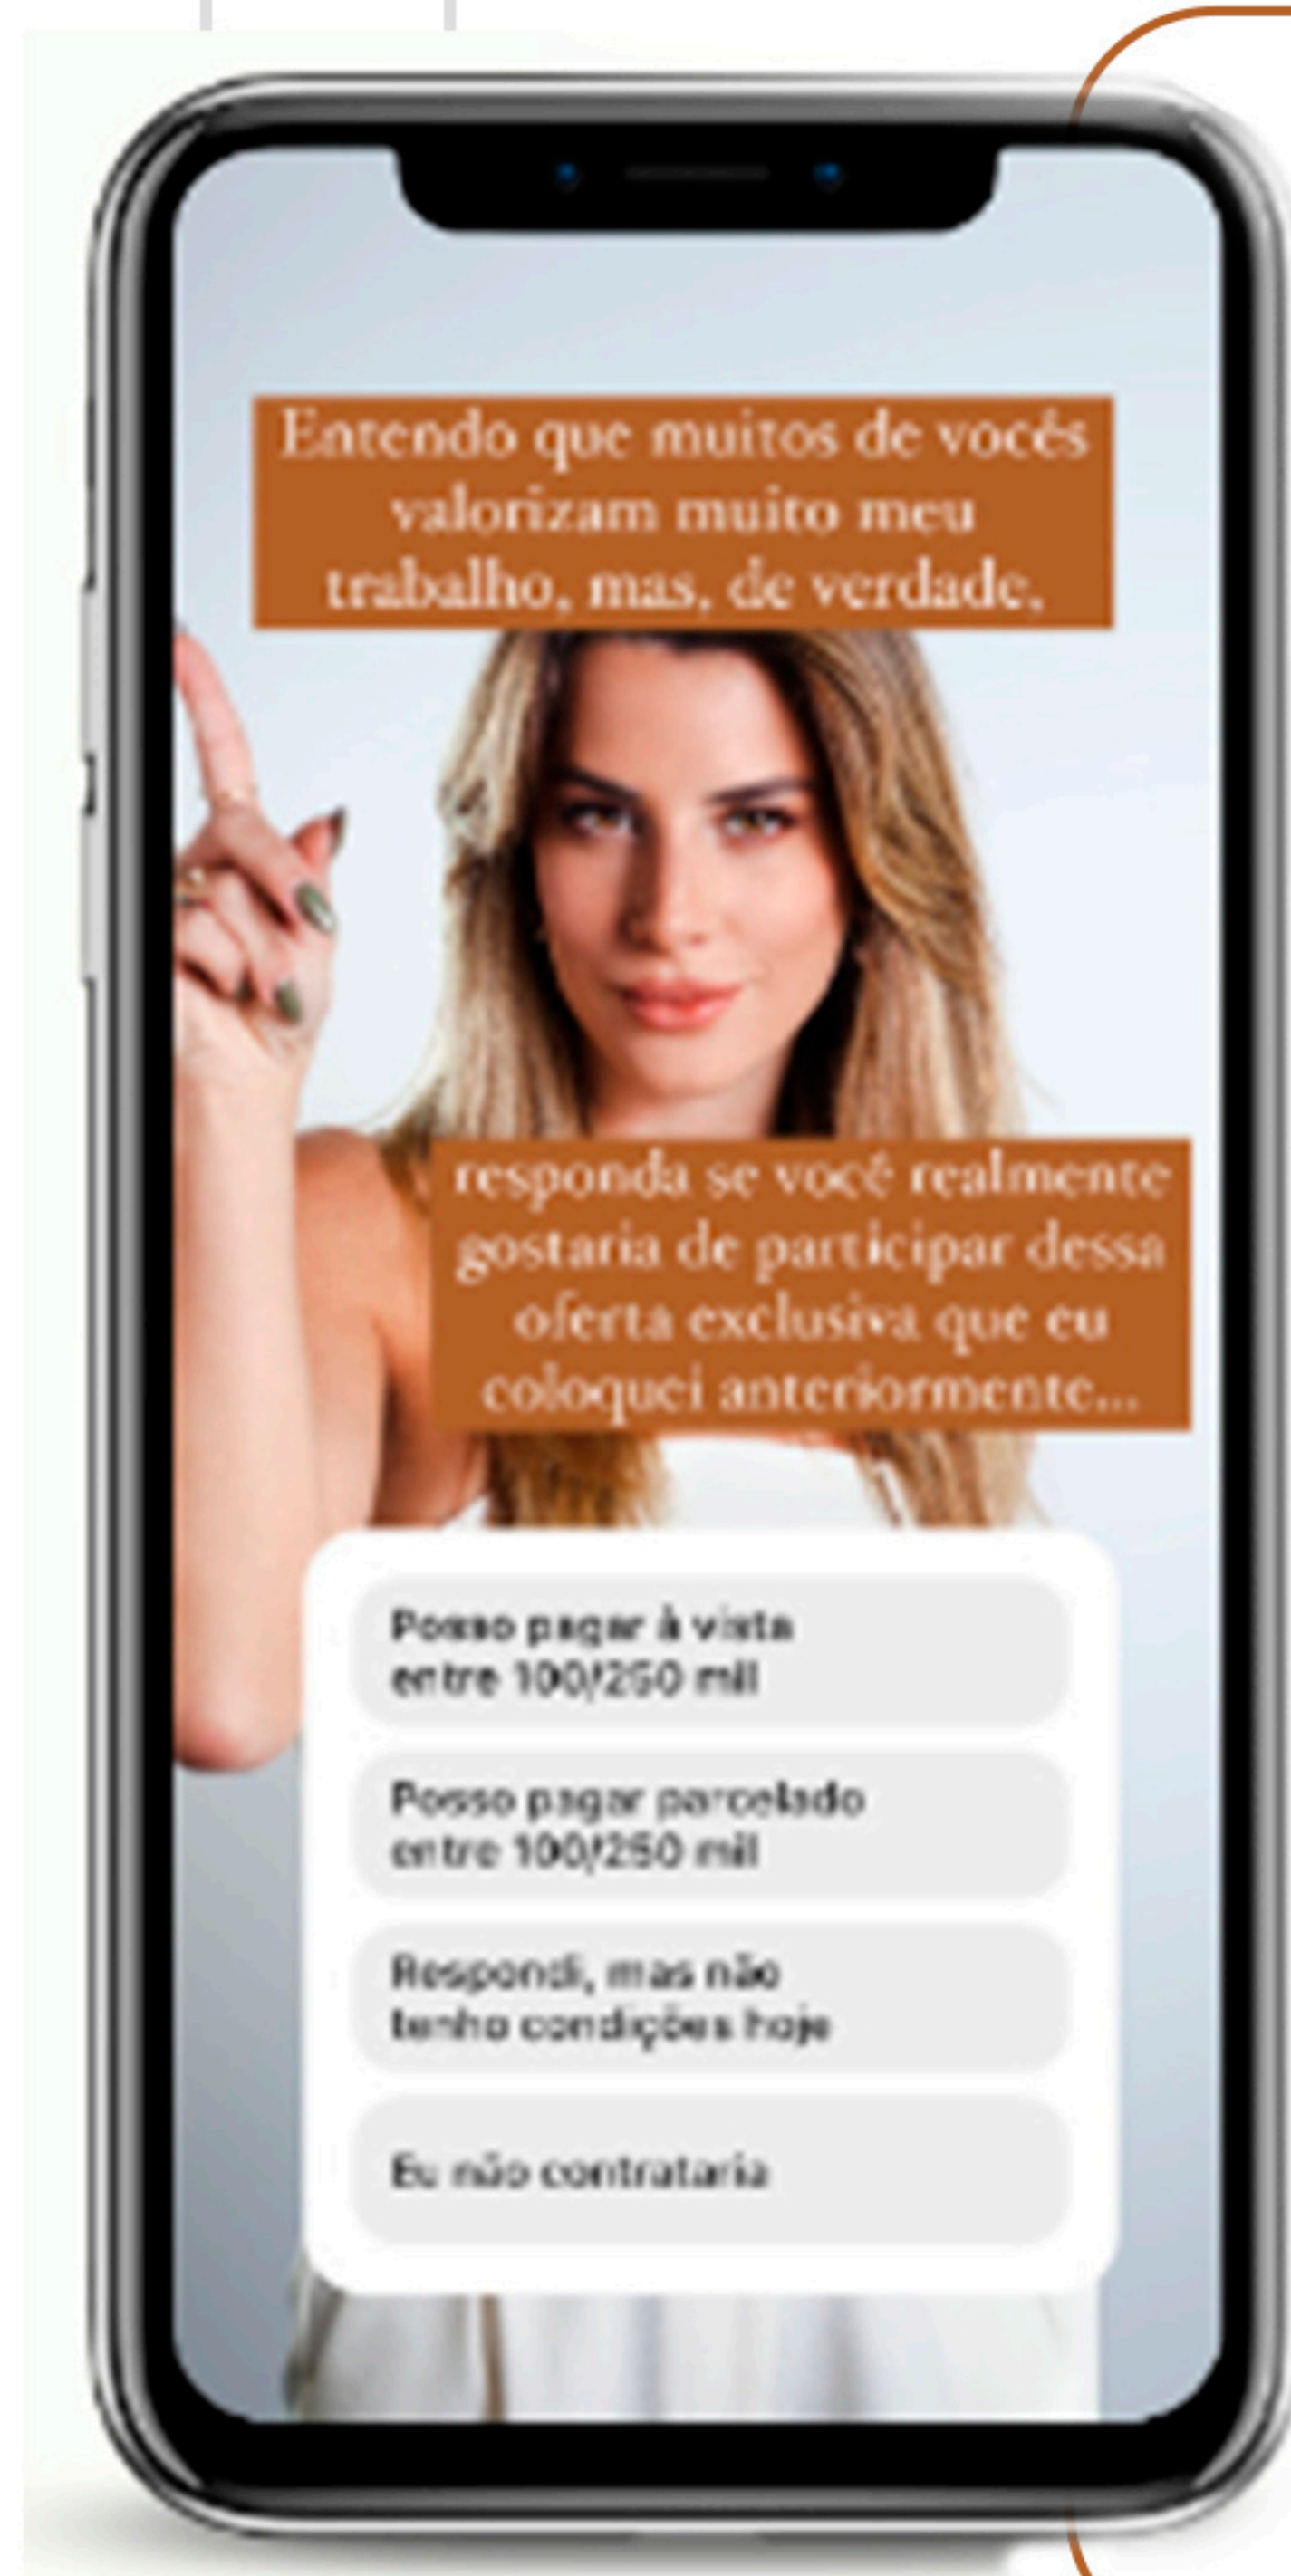 Entendo que muitos de vocês
valorizam muito meu
trabalho, mas, de verdade,
responda se você realmente
gostaria de participar dessa
oferta exclusiva que eu
coloquei anteriormente...
Posso pagar à vista
entre 100/250 mil
Posso pagar parcelado
entre 100/250 mil
Respondi, mas não
tenho condições hoje
Eu não contrataria